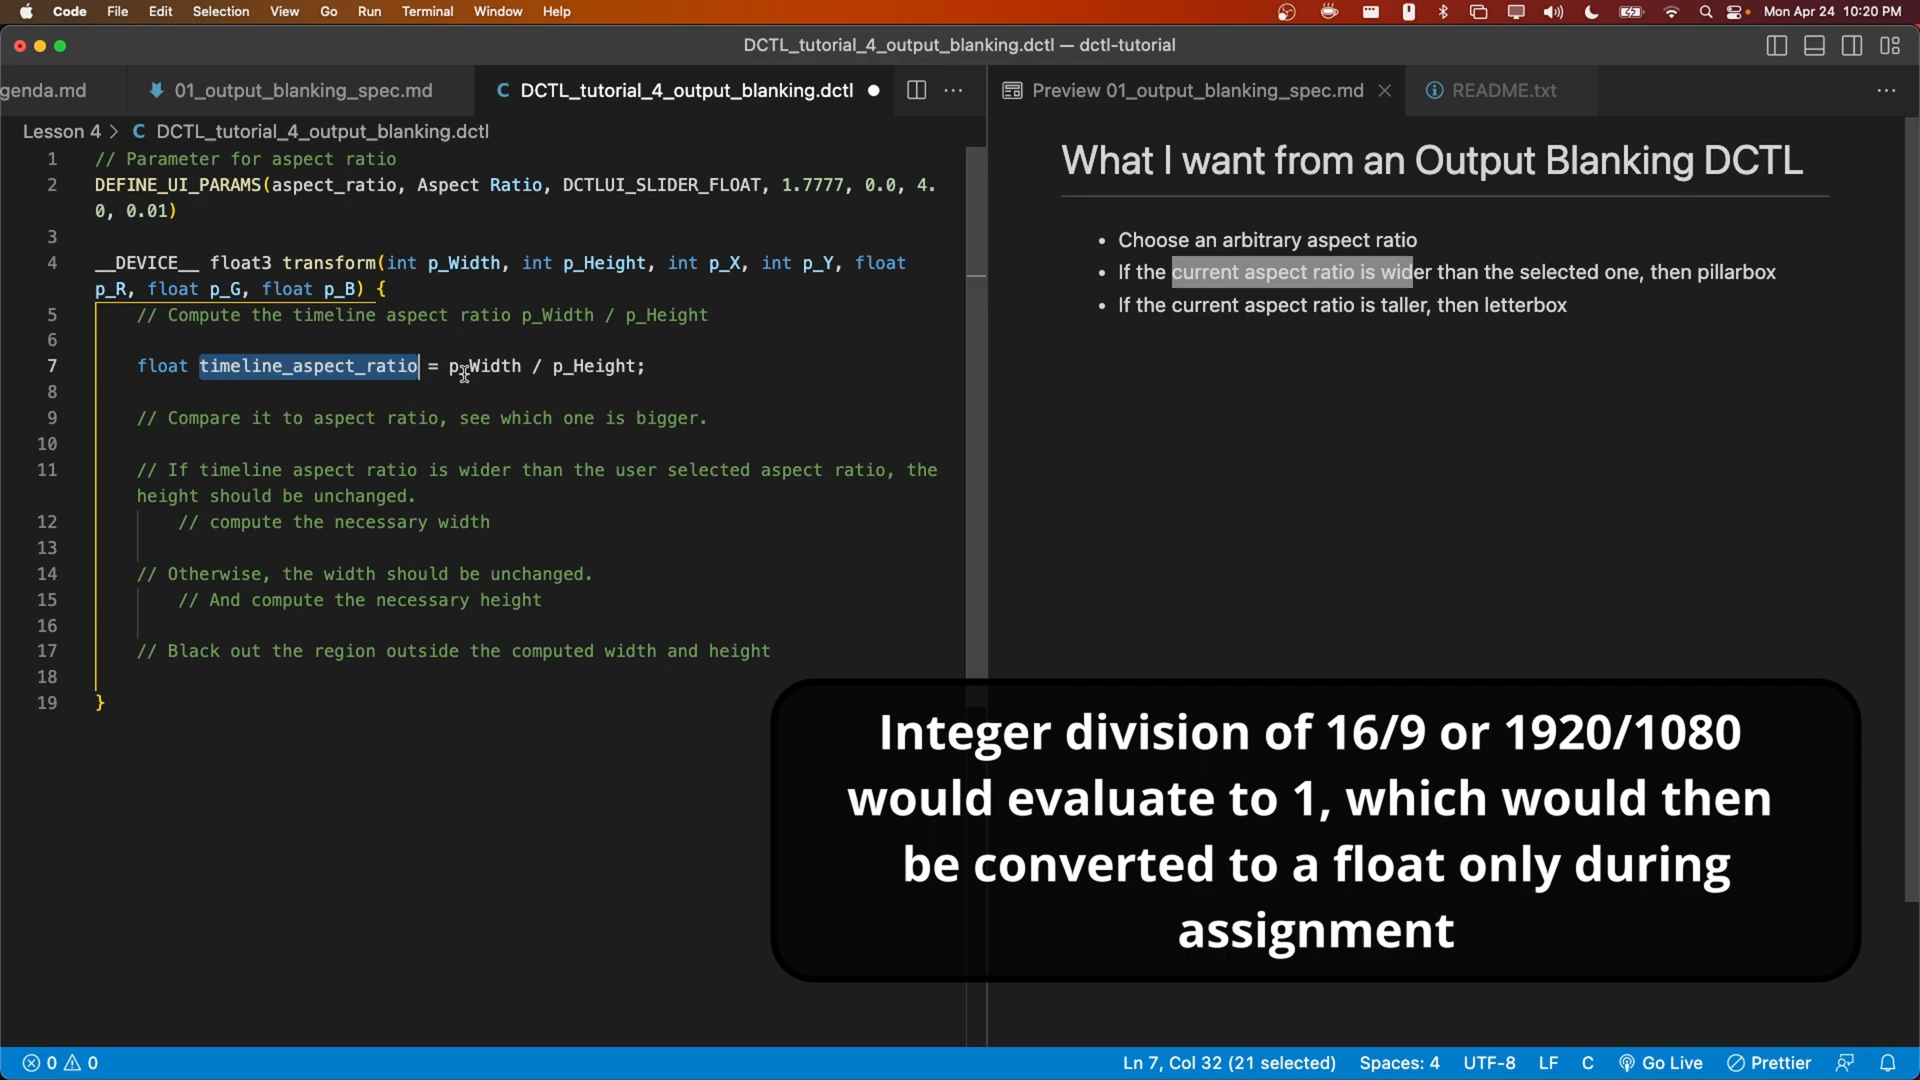 Code File Edit Selection View Go Run Terminal Window Help Mon Apr 24 10:20 PM
DCTL_tutorial_4_output_blanking.dctl — dctl-tutorial
genda.md 01_output_blanking_spec.md C DCTL_tutorial_4_output_blanking.dctl ● ··· Preview 01_output_blanking_spec.md × README.txt ···
Lesson 4 > C DCTL_tutorial_4_output_blanking.dctl
1 // Parameter for aspect ratio
2 DEFINE_UI_PARAMS(aspect_ratio, Aspect Ratio, DCTLUI_SLIDER_FLOAT, 1.7777, 0.0, 4.
0, 0.01)
3
4 __DEVICE__ float3 transform(int p_Width, int p_Height, int p_X, int p_Y, float
p_R, float p_G, float p_B) {
5 // Compute the timeline aspect ratio p_Width / p_Height
6
7 float timeline_aspect_ratio = p_Width / p_Height;
8
9 // Compare it to aspect ratio, see which one is bigger.
10
11 // If timeline aspect ratio is wider than the user selected aspect ratio, the
height should be unchanged.
12 // compute the necessary width
13
14 // Otherwise, the width should be unchanged.
15 // And compute the necessary height
16
17 // Black out the region outside the computed width and height
18
19 }
What I want from an Output Blanking DCTL
• Choose an arbitrary aspect ratio
• If the current aspect ratio is wider than the selected one, then pillarbox
• If the current aspect ratio is taller, then letterbox
Integer division of 16/9 or 1920/1080
would evaluate to 1, which would then
be converted to a float only during
assignment
0 0 Ln 7, Col 32 (21 selected) Spaces: 4 UTF-8 LF C Go Live Prettier